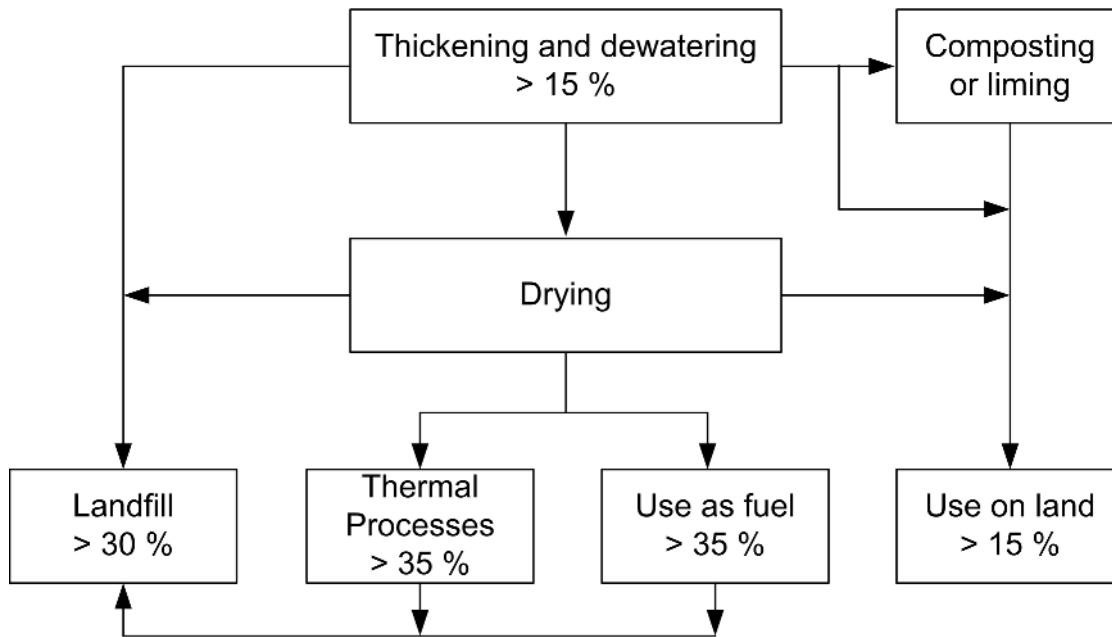 Thickening and dewatering
> 15 %
Composting
or liming
Drying
Landfill
> 30 %
Thermal
Processes
> 35 %
Use as fuel
> 35 %
Use on land
> 15 %